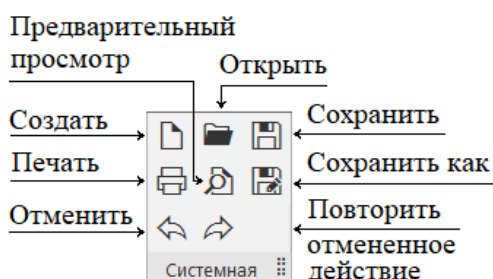 Предварительный
просмотр
Открыть
Создать
Сохранить
Печать
Сохранить как
Отменить
Повторить
отмененное
действие
Системная